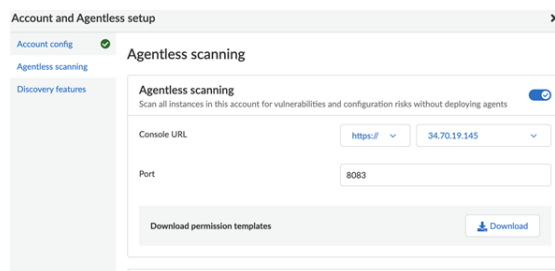 Account and Agentless setup
Account config
Agentless scanning
Discovery features
Agentless scanning
Agentless scanning
Scan all instances in this account for vulnerabilities and configuration risks without deploying agents
Console URL
https://
34.70.19.145
Port
8083
Download permission templates
Download